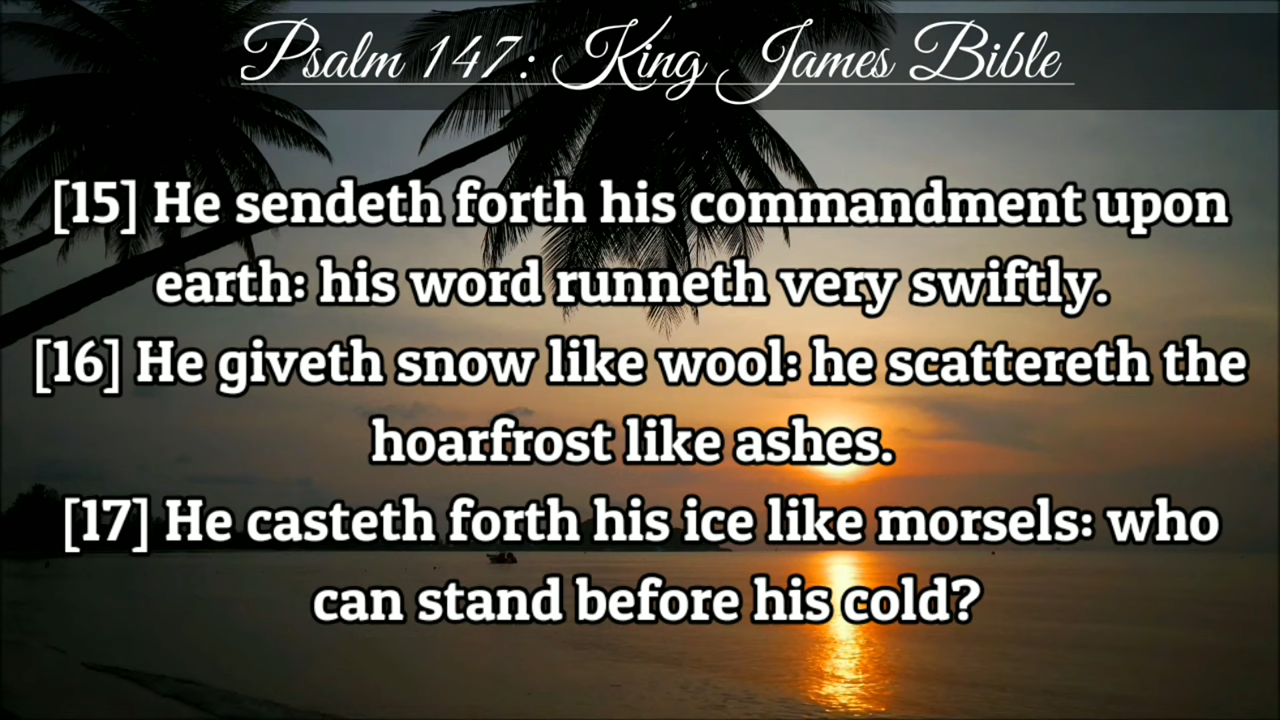 Psalm 147: King James Bible
[15] He sendeth forth his commandment upon
earth: his word runneth very swiftly.
[16] He giveth snow like wool: he scattereth the
hoarfrost like ashes.
[17] He casteth forth his ice like morsels: who
can stand before his cold?